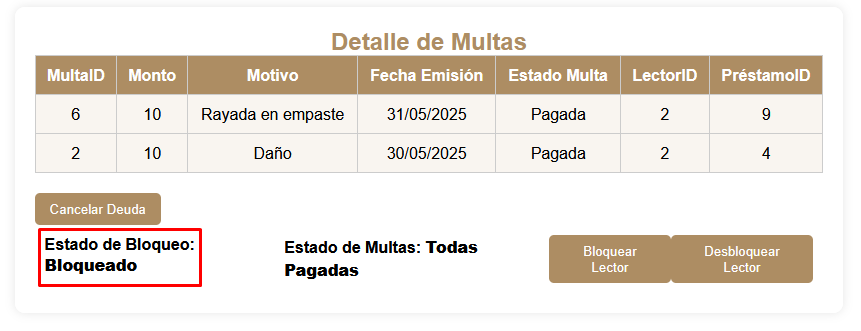 Detalle de Multas
MultaID Monto Motivo Fecha Emisión Estado Multa LectorID PréstamoID
6 10 Rayada en empaste 31/05/2025 Pagada 2 9
2 10 Daño 30/05/2025 Pagada 2 4
Cancelar Deuda
Estado de Bloqueo:
Bloqueado
Estado de Multas: Todas
Pagadas
Bloquear
Lector
Desbloquear
Lector